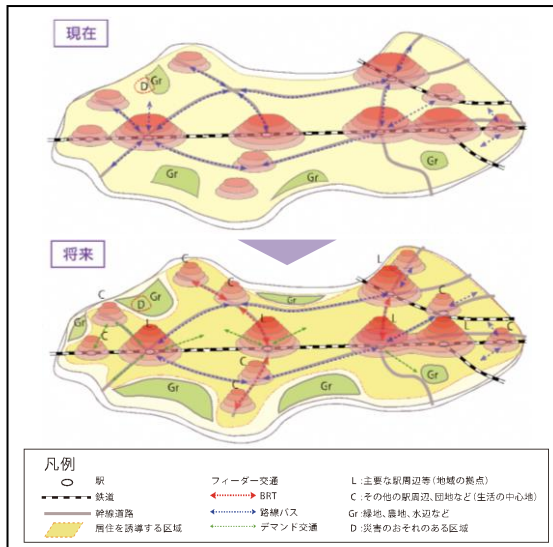 現在
D
Gr
Gr
Gr
Gr
将来
C
C
L
C
D
Gr
Gr
Gr
C
C
L
L
L
L
C
C
C
Gr
Gr
Gr
凡例
駅
鉄道
幹線道路
居住を誘導する区域
フィーダー交通
BRT
路線バス
デマンド交通
L :主要な駅周辺等(地域の拠点)
C :その他の駅周辺、団地など(生活の中心地)
Gr :緑地、農地、水辺など
D :災害のおそれのある区域